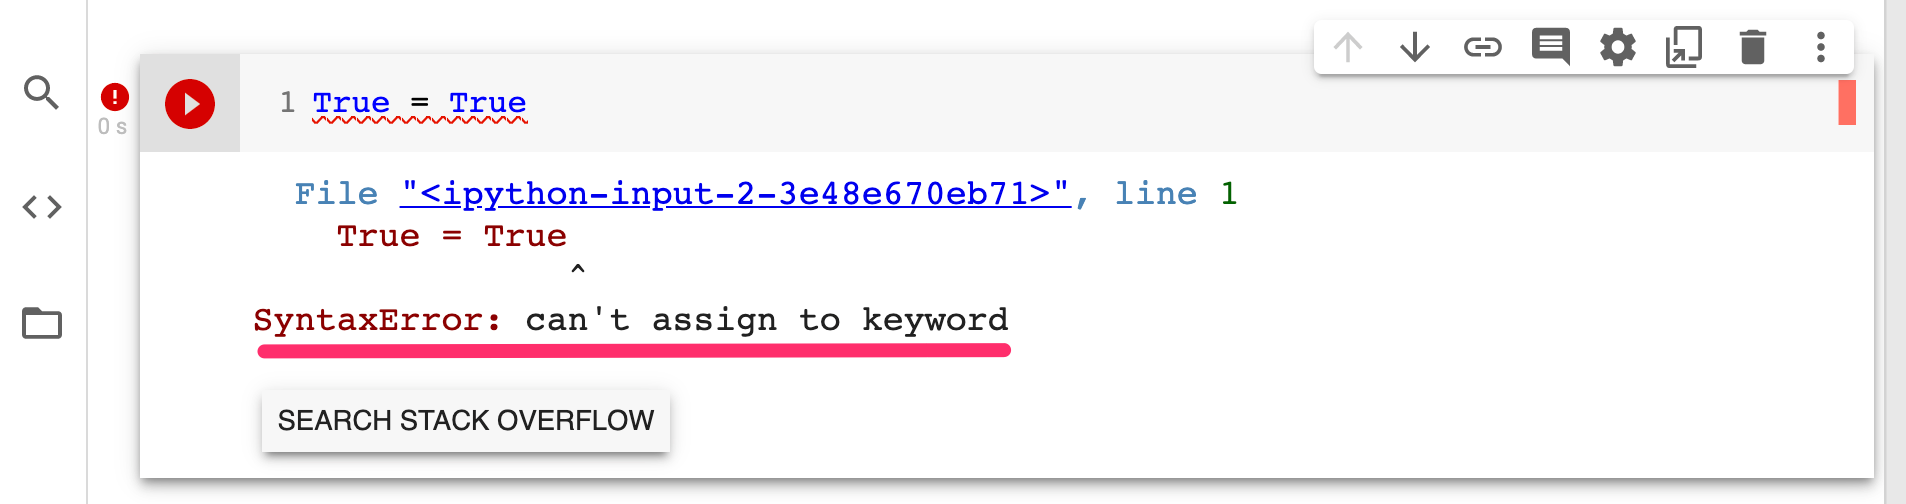 1 True = True
0 s
File "<ipython-input-2-3e48e670eb71>", line 1
True = True
^
SyntaxError: can't assign to keyword
SEARCH STACK OVERFLOW